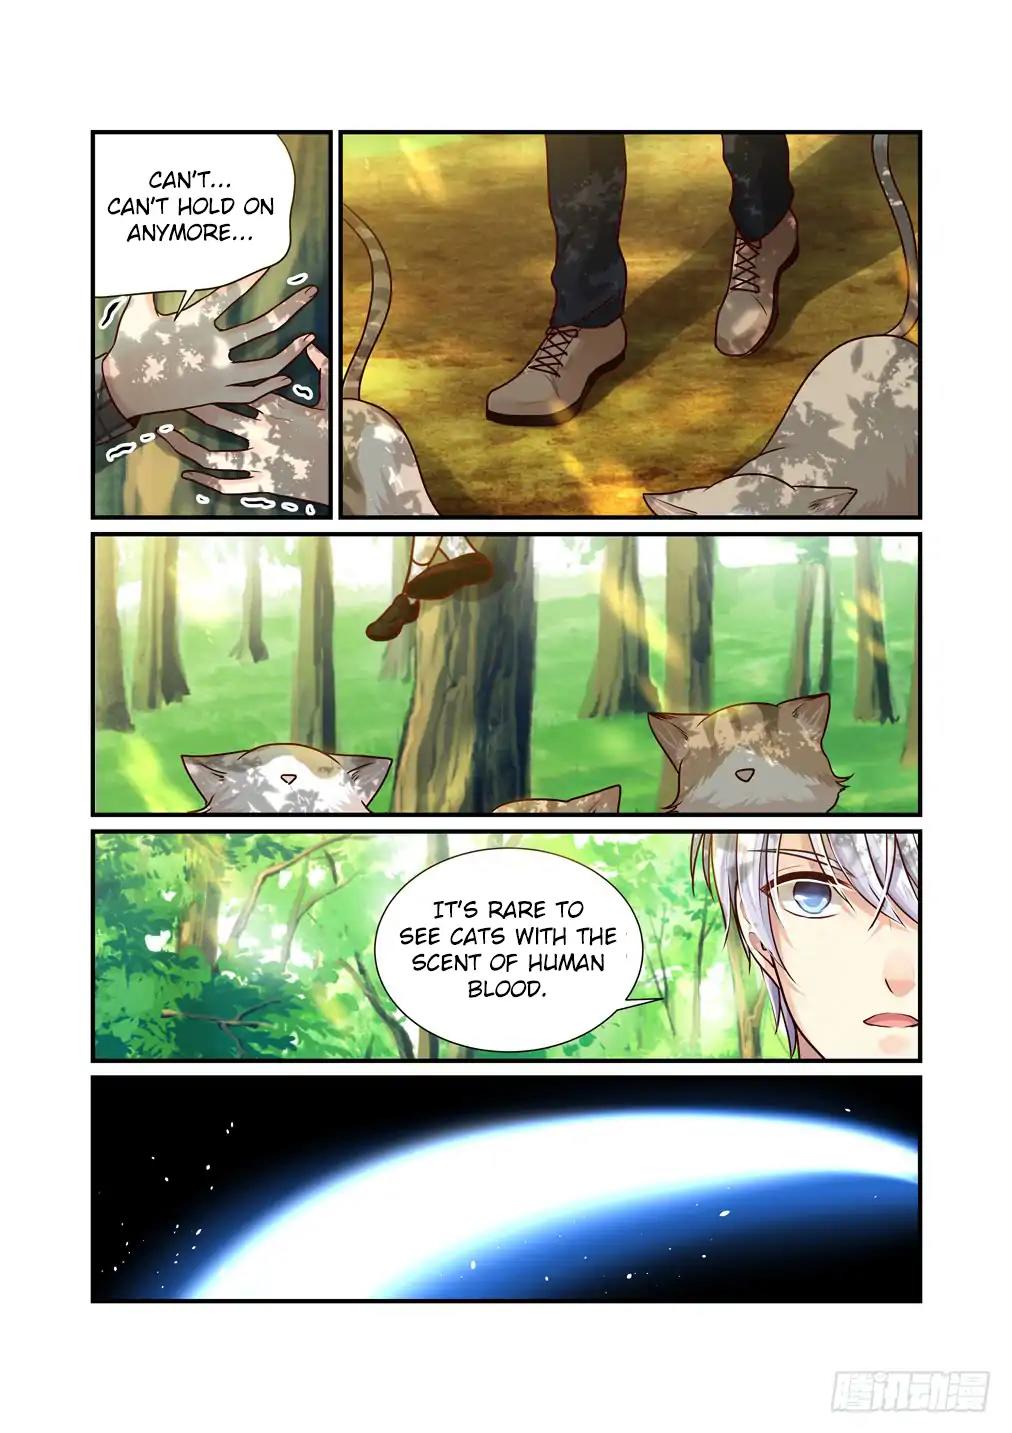 CAN'T...
CAN'T HOLD ON
ANYMORE...
IT'S RARE TO
SEE CATS WITH THE
SCENT OF HUMAN
BLOOD.
腾讯动漫